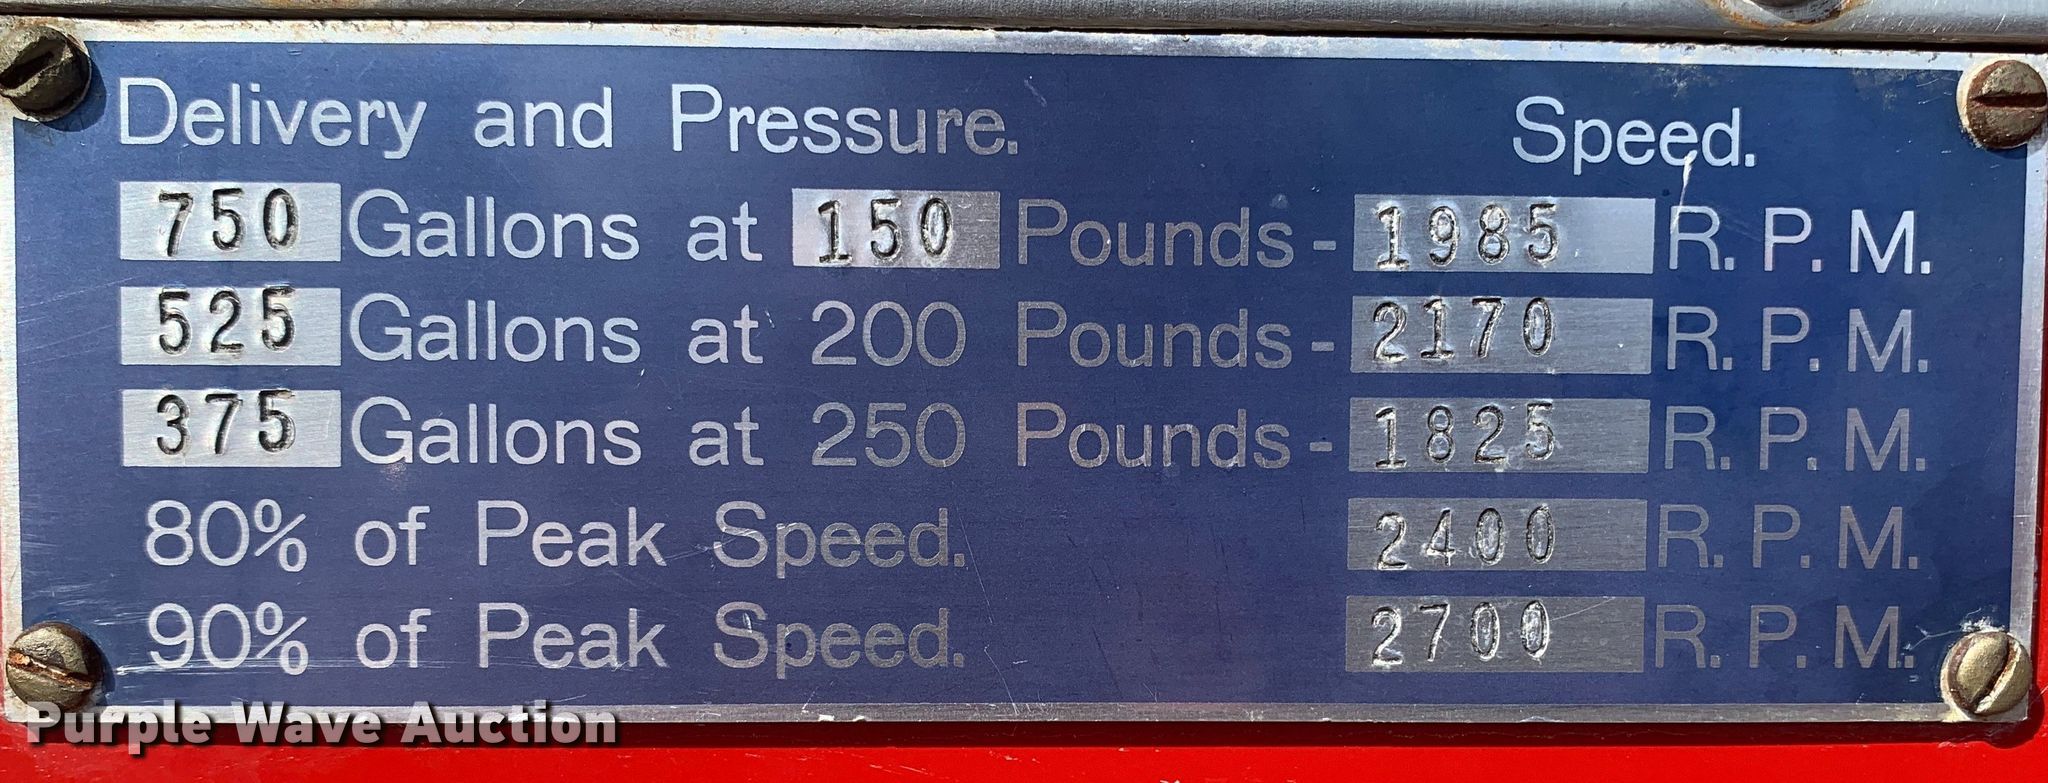 Delivery and Pressure. Speed.
750 Gallons at 150 Pounds - 1985 R. P. M.
525 Gallons at 200 Pounds - 2170 R. P. M.
375 Gallons at 250 Pounds - 1825 R. P. M.
80% of Peak Speed. 2400 R. P. M.
90% of Peak Speed. 2700 R. P. M.
Purple Wave Auction